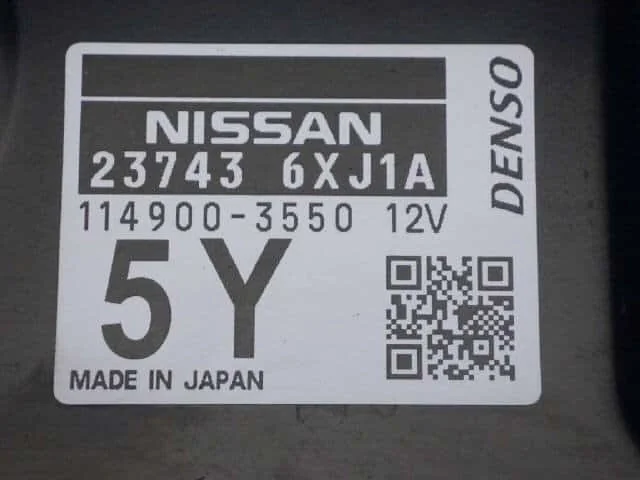 NISSAN
23743 6XJ1A
114900-3550 12V
5Y
MADE IN JAPAN
DENSO